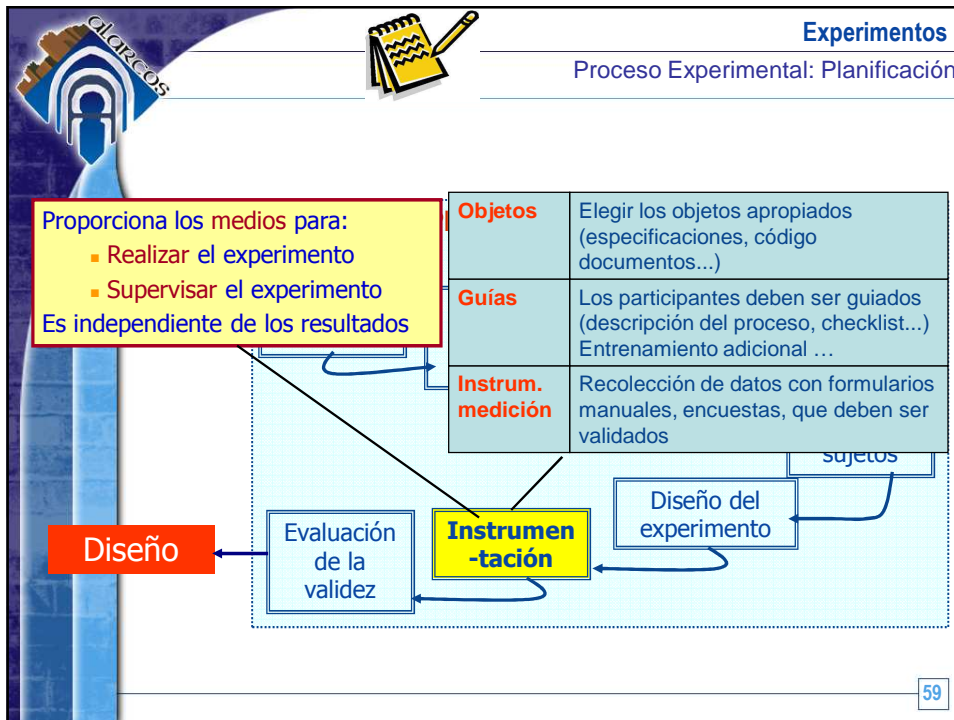 alarcos
Experimentos
Proceso Experimental: Planificación
Proporciona los medios para:
Realizar el experimento
Supervisar el experimento
Es independiente de los resultados
Objetos
Elegir los objetos apropiados
(especificaciones, código
documentos...)
Guías
Los participantes deben ser guiados
(descripción del proceso, checklist...)
Entrenamiento adicional …
Instrum.
medición
Recolección de datos con formularios
manuales, encuestas, que deben ser
validados
sujetos
Diseño del
experimento
Instrumen
-tación
Evaluación
de la
validez
Diseño
59